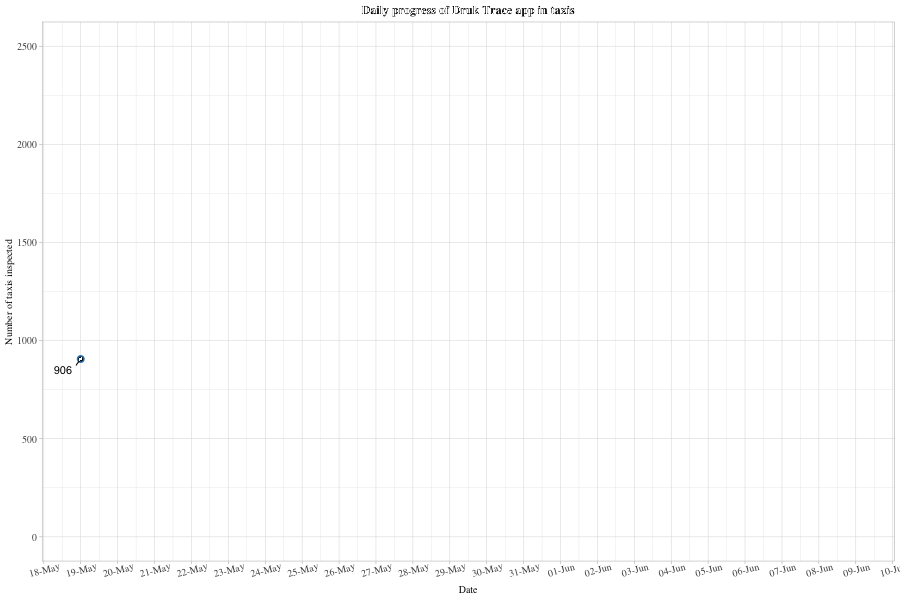 Daily progress of Bruk Trace app in taxis
2500
2000
1500
1000
500
0
Number of taxis inspected
906
18-May 19-May 20-May 21-May 22-May 23-May 24-May 25-May 26-May 27-May 28-May 29-May 30-May 31-May 01-Jun 02-Jun 03-Jun 04-Jun 05-Jun 06-Jun 07-Jun 08-Jun 09-Jun 10-Ju
Date